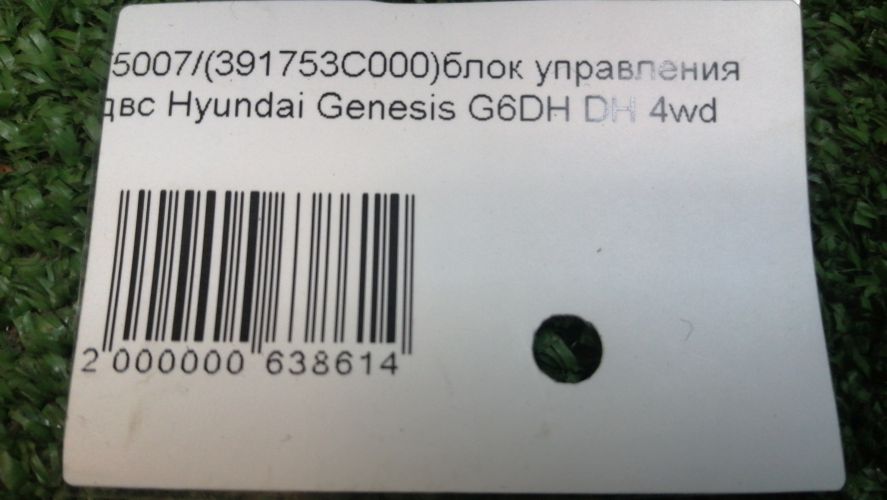 5007/(391753C000)блок управления
двс Hyundai Genesis G6DH DH 4wd
2 000000 638614